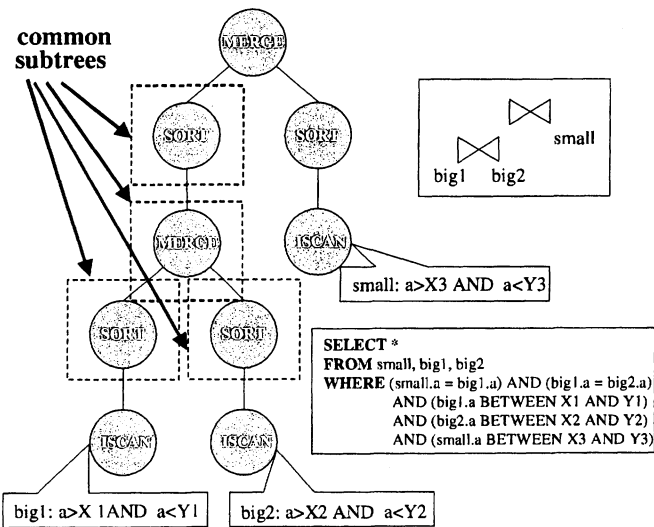 common
subtrees
MERGE
SORT
SORT
small
big1 big2
MERGE
ISCAN
small: a>X3 AND a<Y3
SORT
SORT
SELECT *
FROM small, big1, big2
WHERE (small.a = big1.a) AND (big1.a = big2.a)
AND (big1.a BETWEEN X1 AND Y1)
AND (big2.a BETWEEN X2 AND Y2)
AND (small.a BETWEEN X3 AND Y3)
ISCAN
ISCAN
big1: a>X 1AND a<Y1
big2: a>X2 AND a<Y2